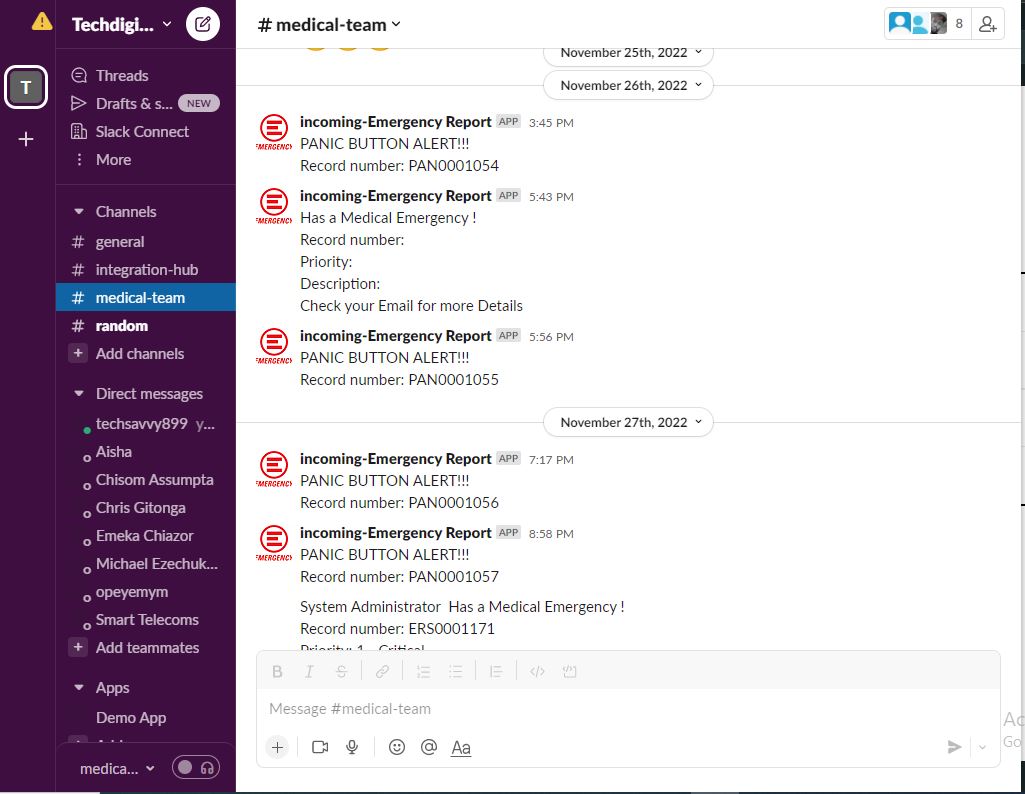 Techdigi...
# medical-team
8
November 25th, 2022
T
Threads
Drafts & s... NEW
Slack Connect
More
Channels
# general
# integration-hub
# medical-team
# random
+ Add channels
Direct messages
techsavvy899 y...
Aisha
Chisom Assumpta
Chris Gitonga
Emeka Chiazor
Michael Ezechuk...
opeyemym
Smart Telecoms
+ Add teammates
Apps
Demo App
medica...
November 26th, 2022
EMERGENCY
incoming-Emergency Report APP 3:45 PM
PANIC BUTTON ALERT!!!
Record number: PAN0001054
EMERGENCY
incoming-Emergency Report APP 5:43 PM
Has a Medical Emergency !
Record number:
Priority:
Description:
Check your Email for more Details
EMERGENCY
incoming-Emergency Report APP 5:56 PM
PANIC BUTTON ALERT!!!
Record number: PAN0001055
November 27th, 2022
EMERGENCY
incoming-Emergency Report APP 7:17 PM
PANIC BUTTON ALERT!!!
Record number: PAN0001056
EMERGENCY
incoming-Emergency Report APP 8:58 PM
PANIC BUTTON ALERT!!!
Record number: PAN0001057
System Administrator Has a Medical Emergency !
Record number: ERS0001171
Priority: 1 - Critical
B I S
Message #medical-team
Aa
Ac
Go